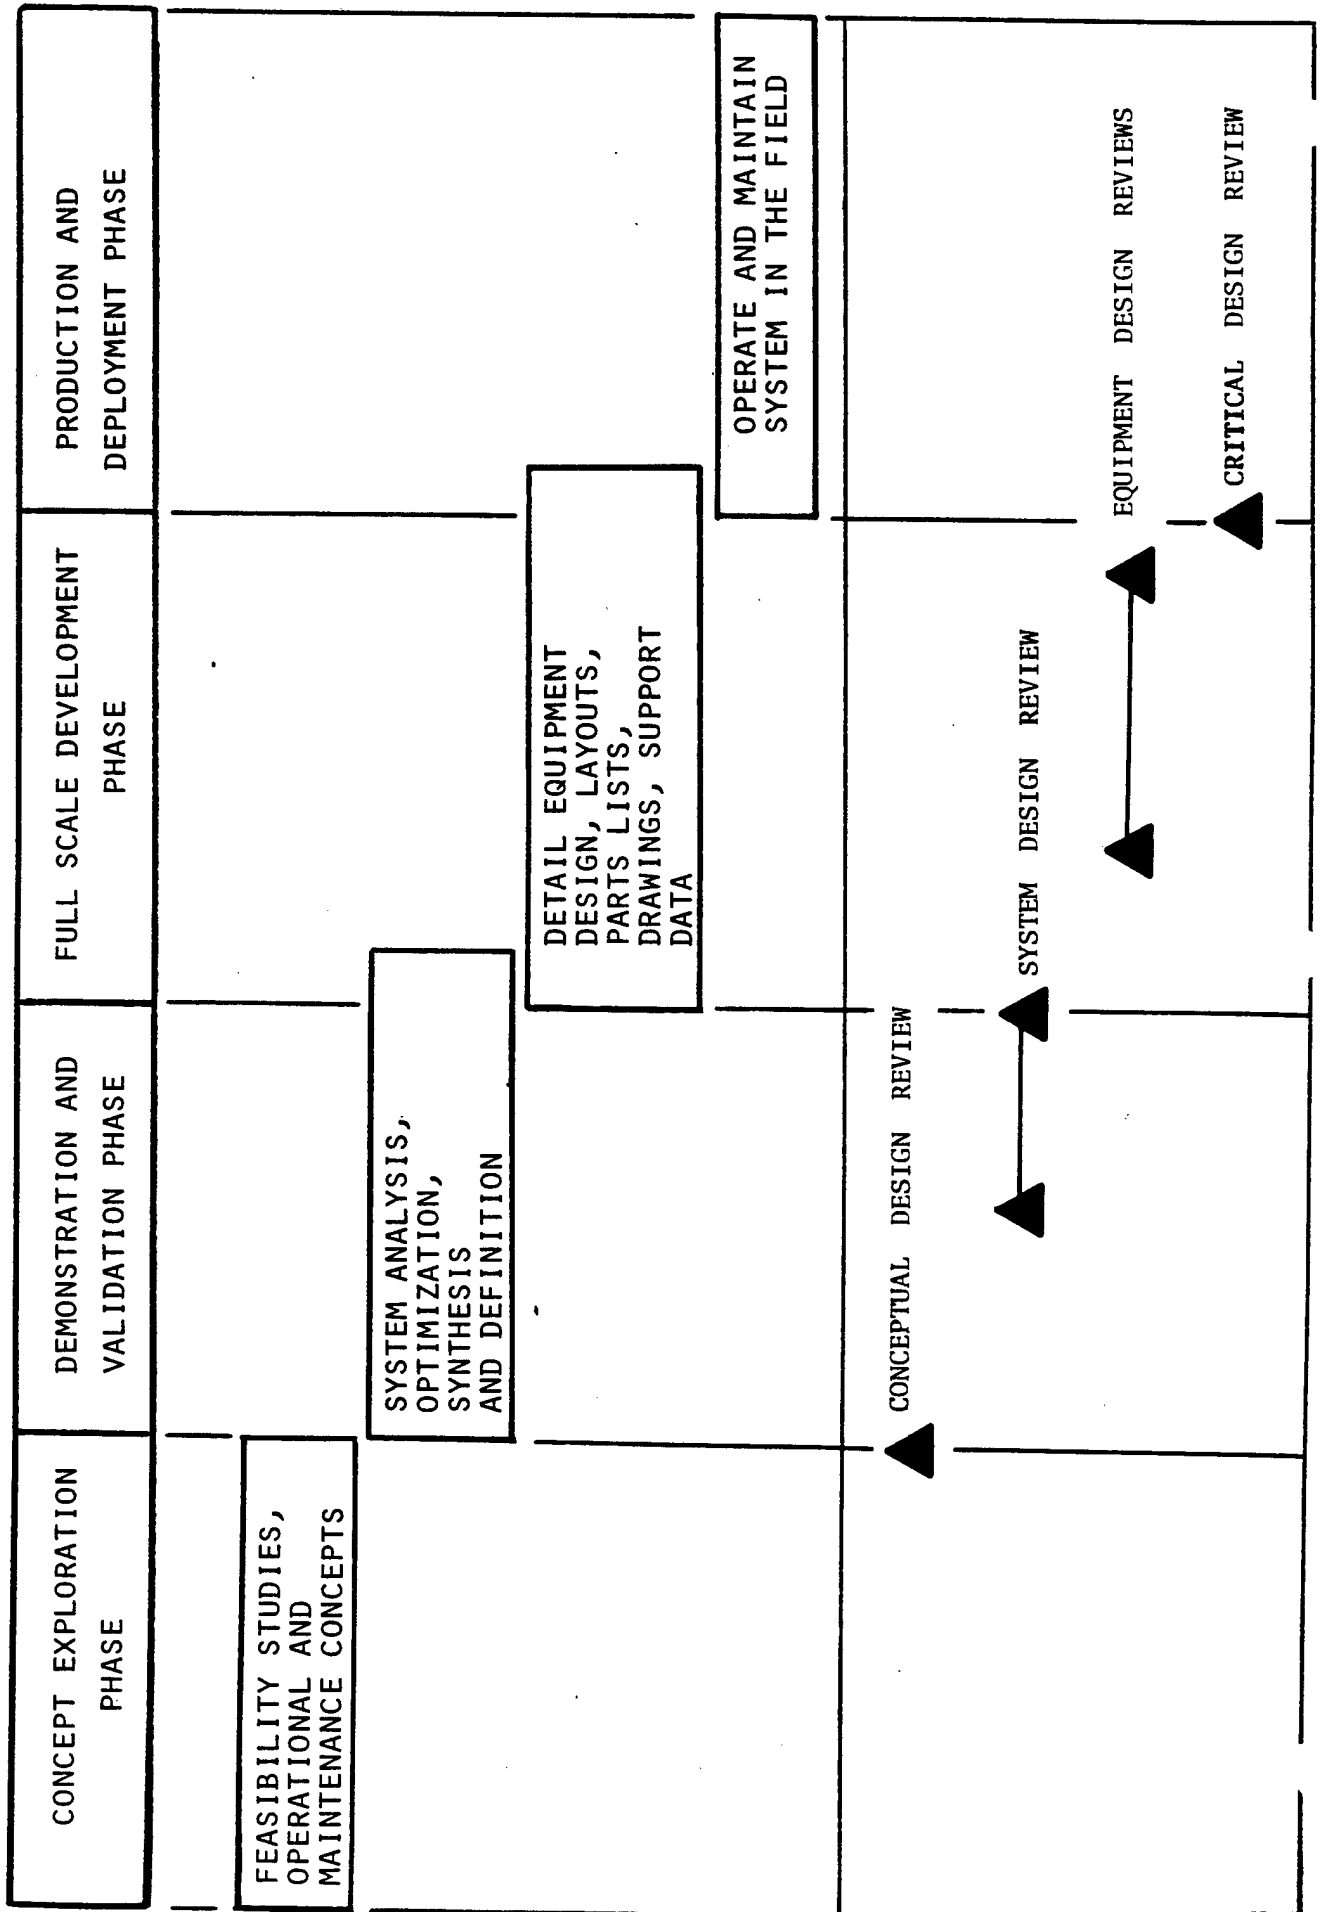 CONCEPT EXPLORATION
PHASE
DEMONSTRATION AND
VALIDATION PHASE
FULL SCALE DEVELOPMENT
PHASE
PRODUCTION AND
DEPLOYMENT PHASE
FEASIBILITY STUDIES,
OPERATIONAL AND
MAINTENANCE CONCEPTS
SYSTEM ANALYSIS,
OPTIMIZATION,
SYNTHESIS
AND DEFINITION
DETAIL EQUIPMENT
DESIGN, LAYOUTS,
PARTS LISTS,
DRAWINGS, SUPPORT
DATA
OPERATE AND MAINTAIN
SYSTEM IN THE FIELD
CONCEPTUAL DESIGN REVIEW
SYSTEM DESIGN REVIEW
EQUIPMENT DESIGN REVIEWS
CRITICAL DESIGN REVIEW